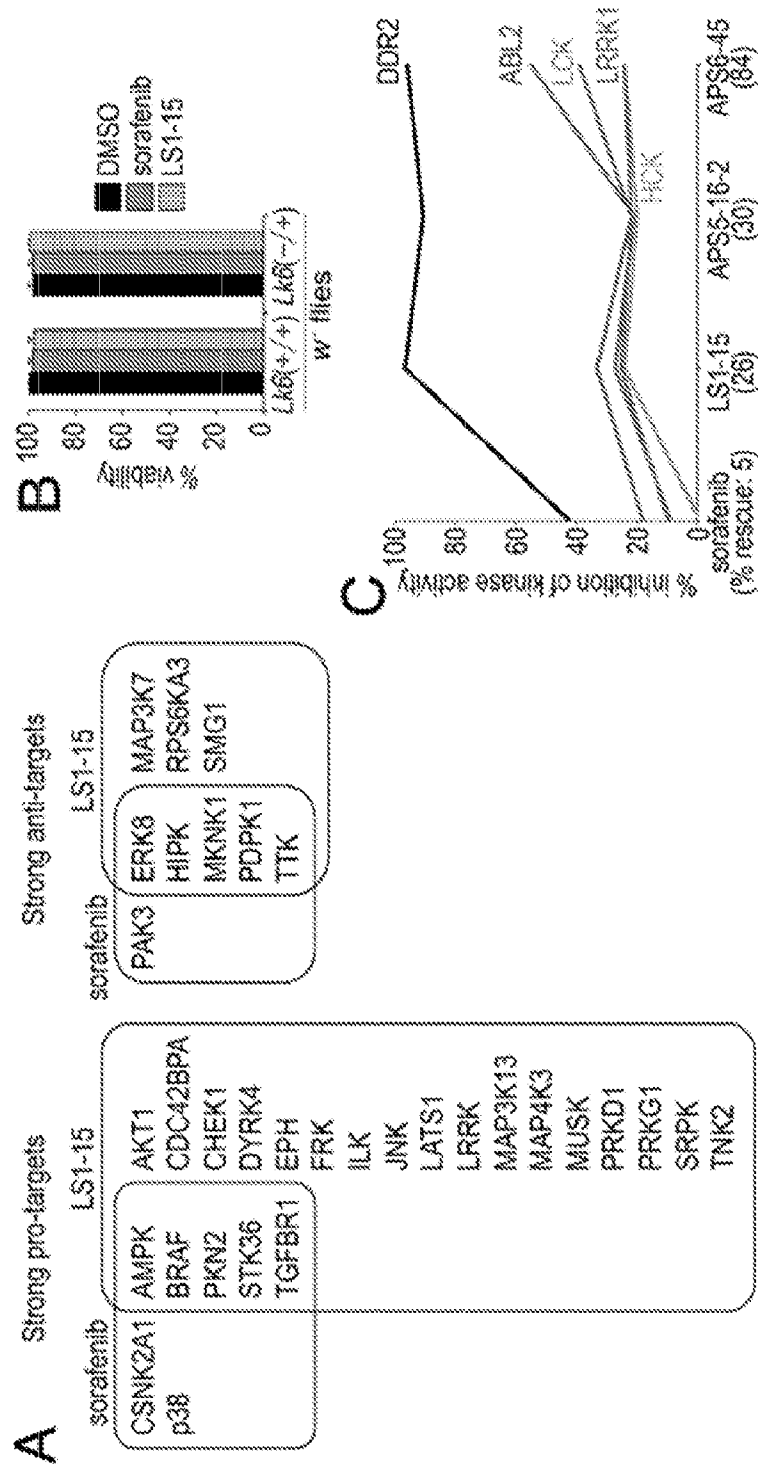 A
Strong pro-targets
sorafenib
LS1-15
CSNK2A1
p38
AMPK
BRAF
PKN2
STK36
TGFBR1
AKT1
CDC42BPA
CHEK1
DYRK4
EPH
FRK
ILK
JNK
LATS1
LRRK
MAP3K13
MAP4K3
MUSK
PRKD1
PRKG1
SRPK
TNK2
Strong anti-targets
sorafenib
LS1-15
PAK3
ERK8
HIPK
MKNK1
PDPK1
TTK
MAP3K7
RPS6KA3
SMG1
B
% viability
100
80
60
40
20
0
Lk6(+/+) Lk6(−/+)
w⁻ flies
DMSO
sorafenib
LS1-15
C
% inhibition of kinase activity
100
80
60
40
20
0
DDR2
ABL2
LCK
LRRK1
HCK
sorafenib LS1-15 APS5-16-2 APS6-45
(% rescue: 5) (26) (30) (84)